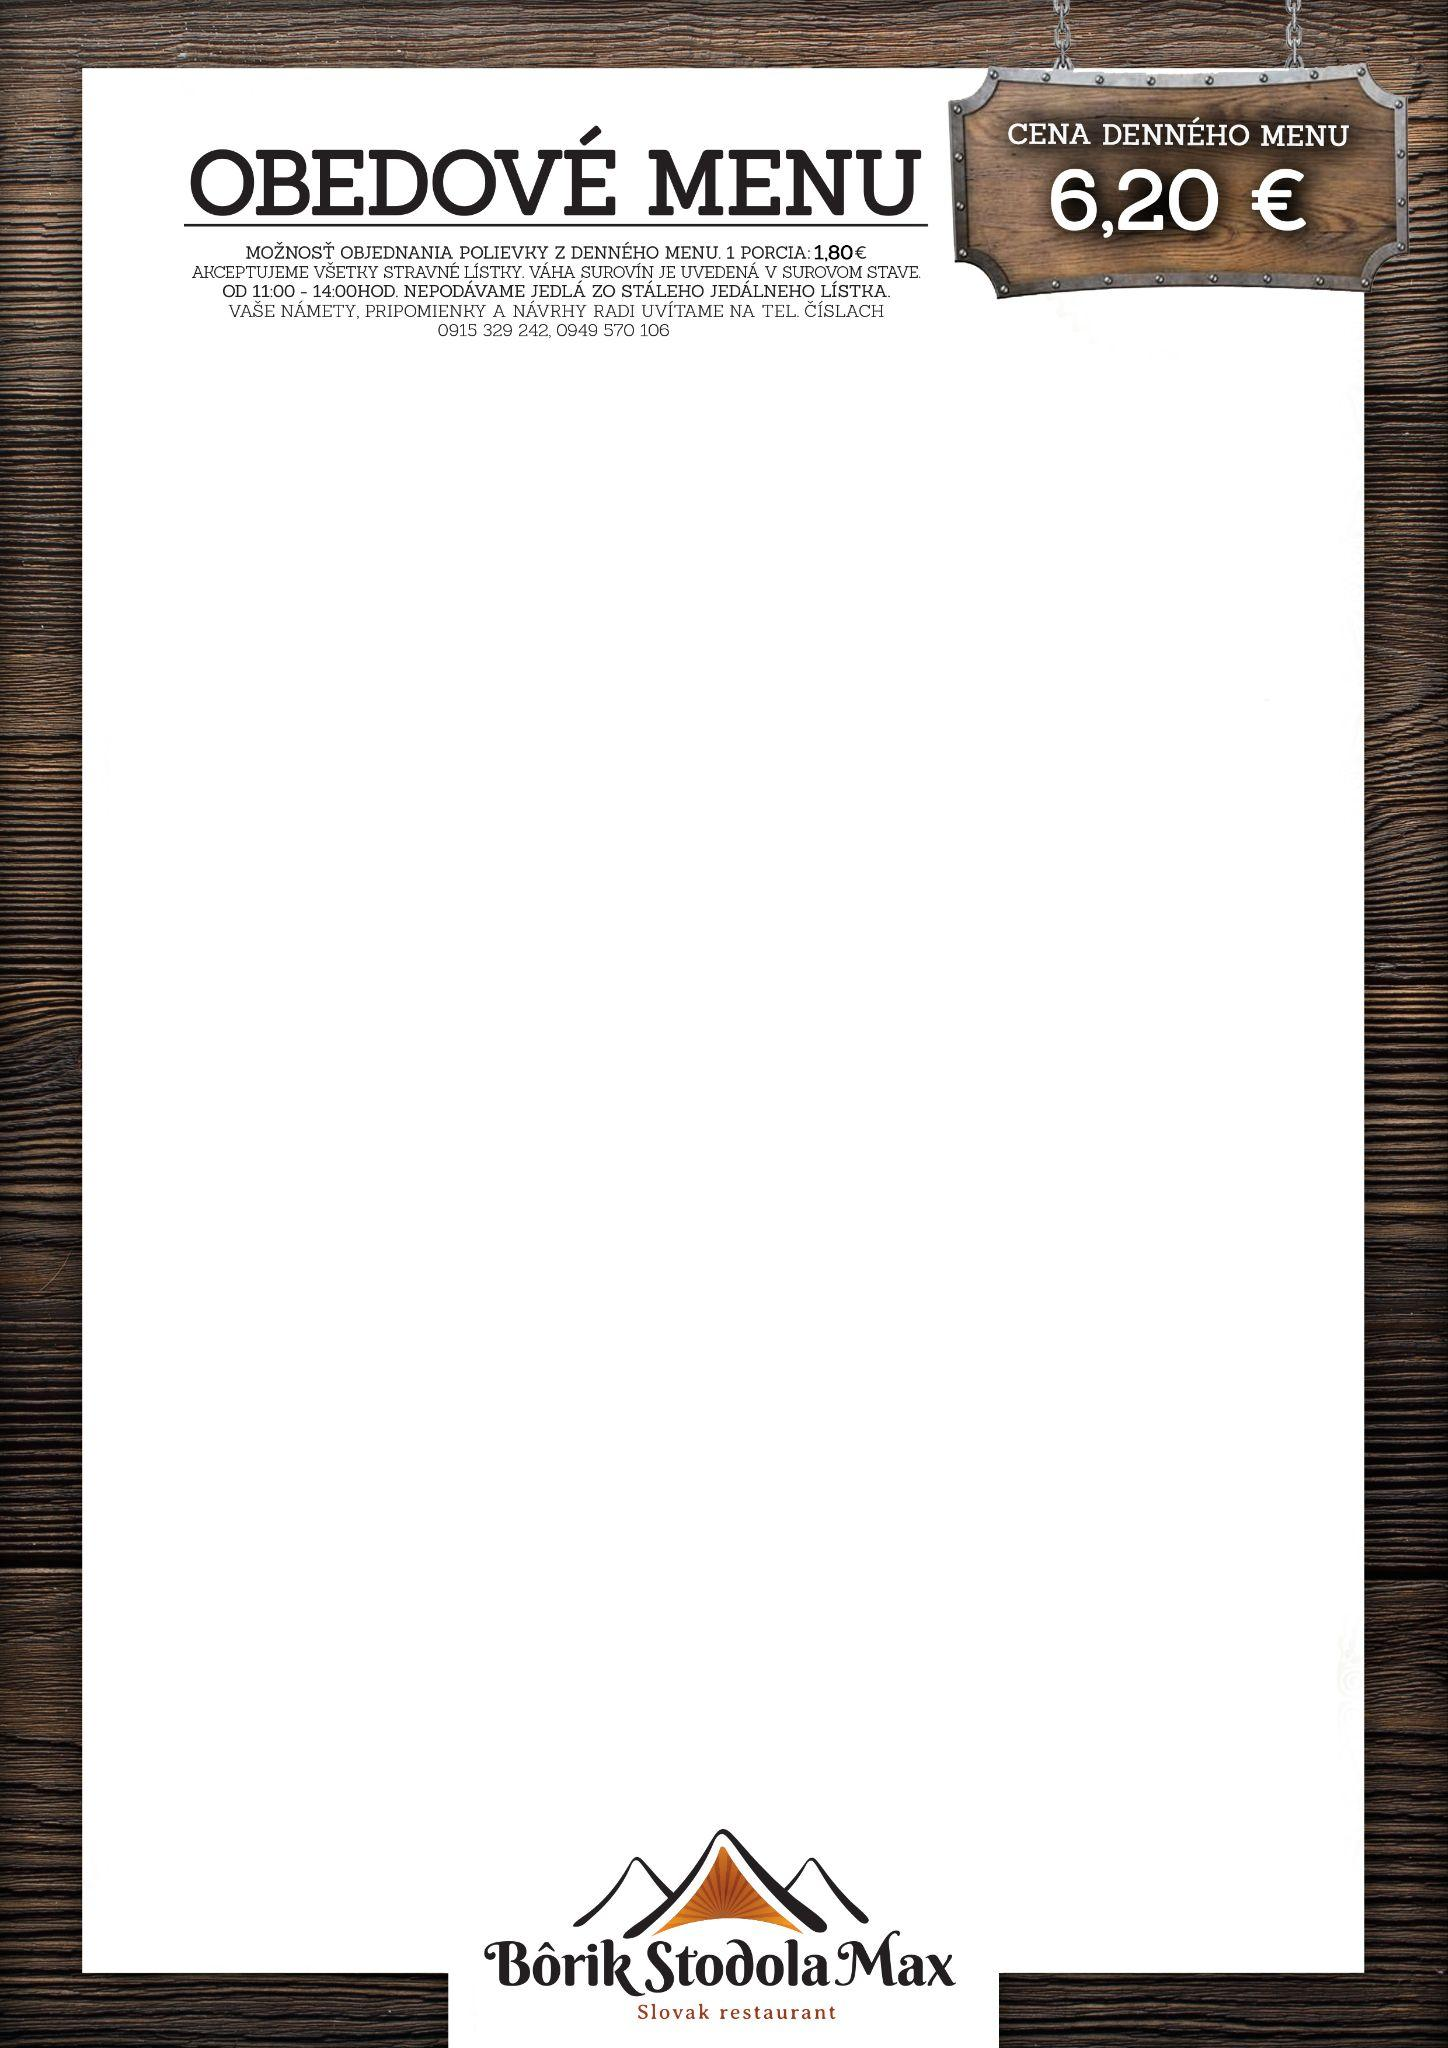 OBEDOVÉ MENU
CENA DENNÉHO MENU
6,20 €
MOŽNOSŤ OBJEDNANIA POLIEVKY Z DENNÉHO MENU. 1 PORCIA: 1,80€
AKCEPTUJEME VŠETKY STRAVNÉ LÍSTKY. VÁHA SUROVÍN JE UVEDENÁ V SUROVOM STAVE.
OD 11:00 - 14:00HOD. NEPODÁVAME JEDLÁ ZO STÁLEHO JEDÁLNEHO LÍSTKA.
VAŠE NÁMETY, PRIPOMIENKY A NÁVRHY RADI UVÍTAME NA TEL. ČÍSLACH
0915 329 242, 0949 570 106
Bôrik Stodola Max
Slovak restaurant